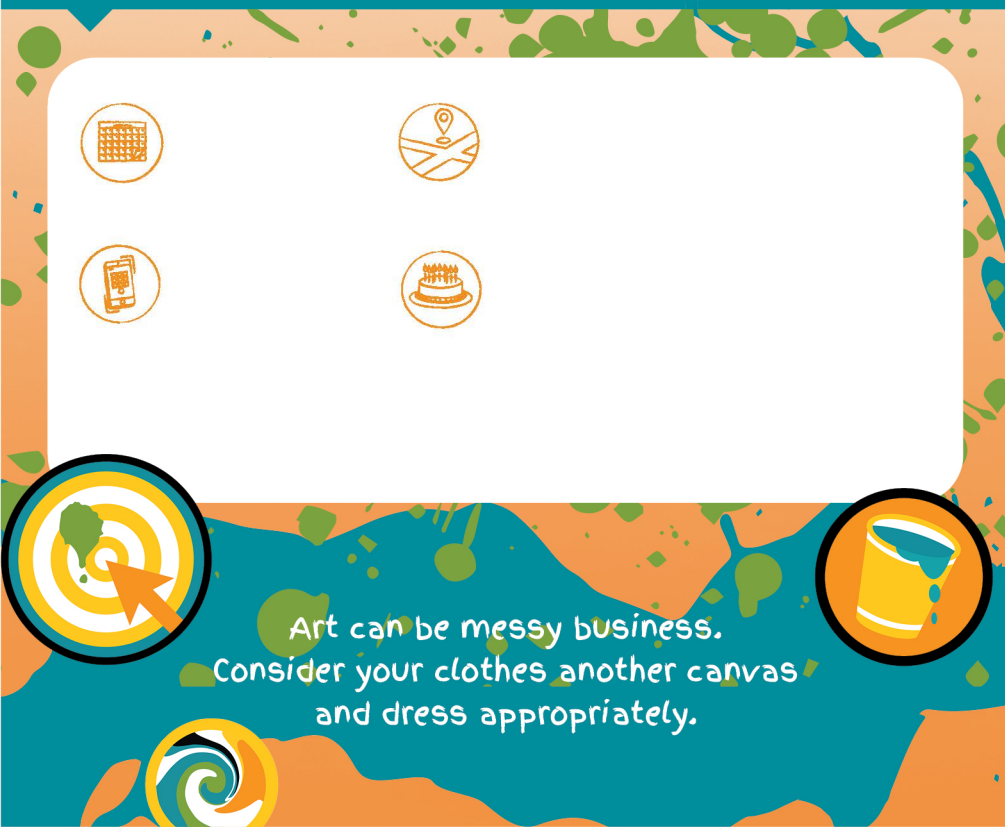 Art can be messy business.
Consider your clothes another canvas
and dress appropriately.